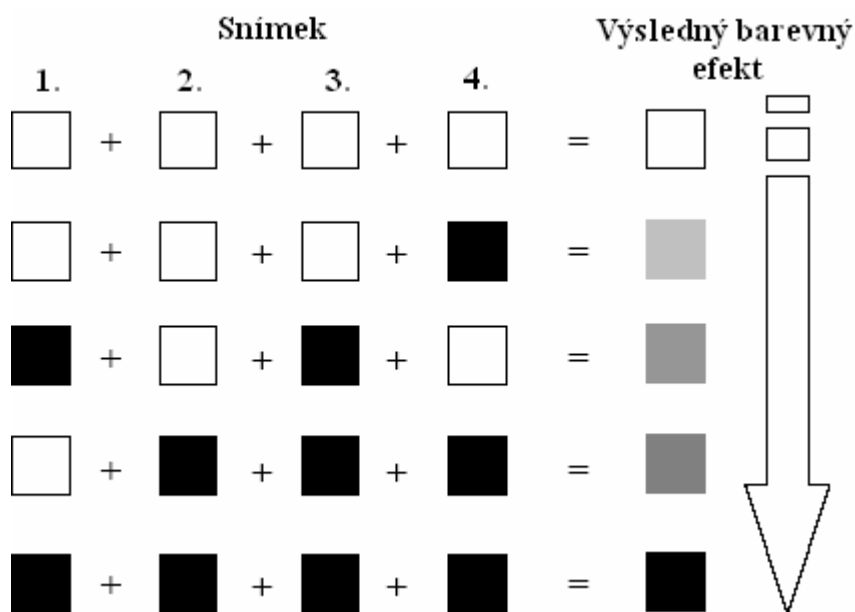 Snímek
Výsledný barevný
efekt
1. 2. 3. 4.
+ + + =
+ + + =
+ + + =
+ + + =
+ + + =